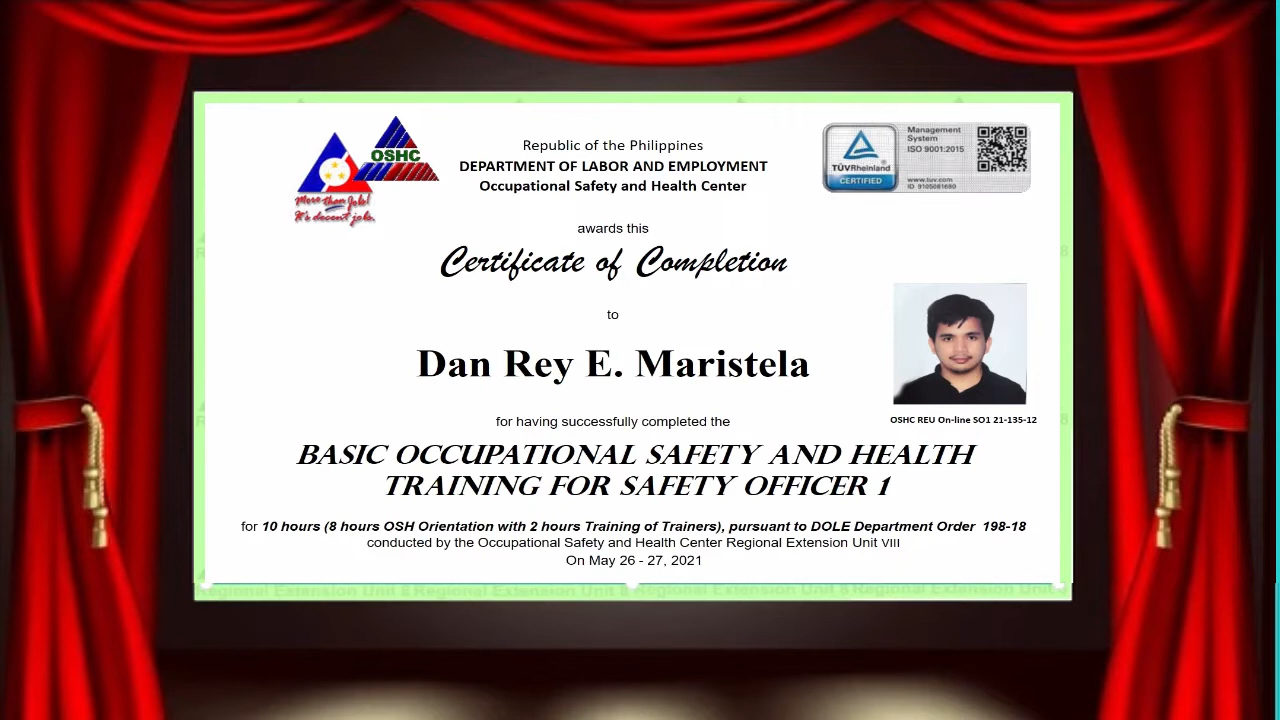 OSHC
More than Job!
It's decent job.
Republic of the Philippines
DEPARTMENT OF LABOR AND EMPLOYMENT
Occupational Safety and Health Center
TÜVRheinland®
CERTIFIED
Management
System
ISO 9001:2015
www.tuv.com
ID 9105081680
awards this
Certificate of Completion
to
Dan Rey E. Maristela
OSHC REU On-line SO1 21-135-12
for having successfully completed the
BASIC OCCUPATIONAL SAFETY AND HEALTH
TRAINING FOR SAFETY OFFICER 1
for 10 hours (8 hours OSH Orientation with 2 hours Training of Trainers), pursuant to DOLE Department Order 198-18
conducted by the Occupational Safety and Health Center Regional Extension Unit VIII
On May 26 - 27, 2021
Regional Extension Unit 8 Regional Extension Unit 8 Regional Extension Unit 8 Regional Extension Unit